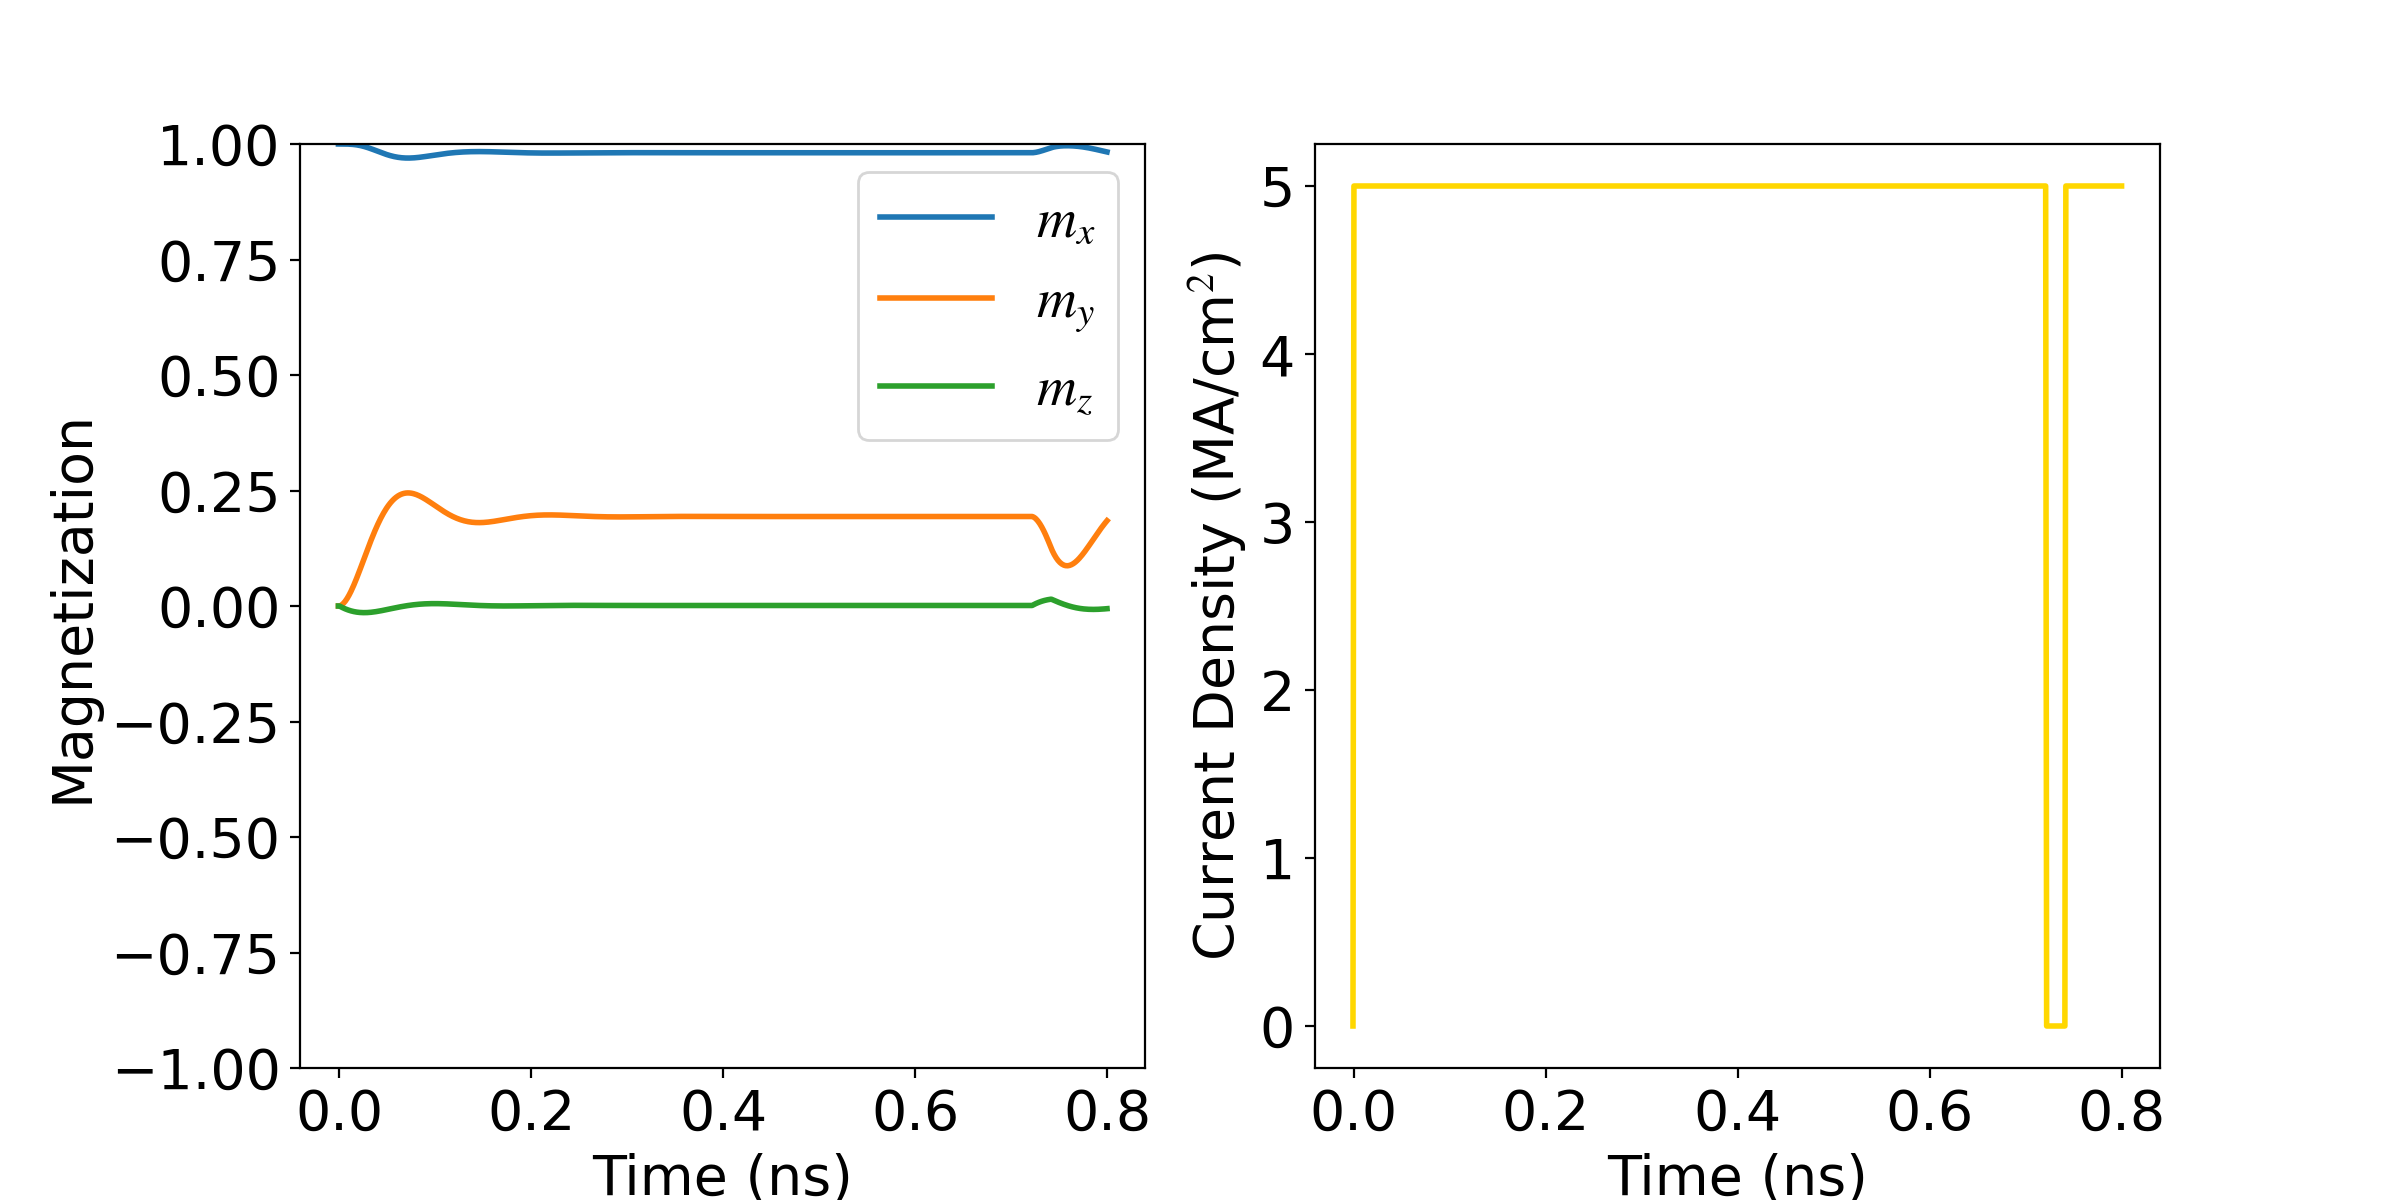 Magnetization
1.00
0.75
0.50
0.25
0.00
−0.25
−0.50
−0.75
−1.00
0.0 0.2 0.4 0.6 0.8
Time (ns)
m_x
m_y
m_z
Current Density (MA/cm²)
5
4
3
2
1
0
0.0 0.2 0.4 0.6 0.8
Time (ns)